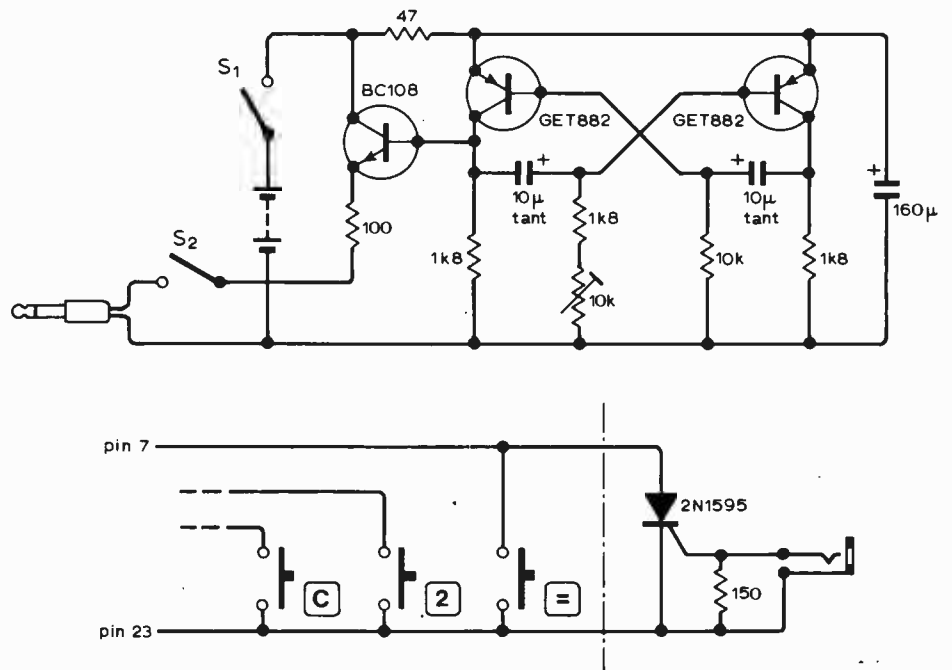 47
S1
BC108
GET882
GET882
+
10μ
tant
+
10μ
tant
+
160μ
100
1k8
1k8
10k
10k
1k8
S2
pin 7
2N1595
C
2
=
150
pin 23